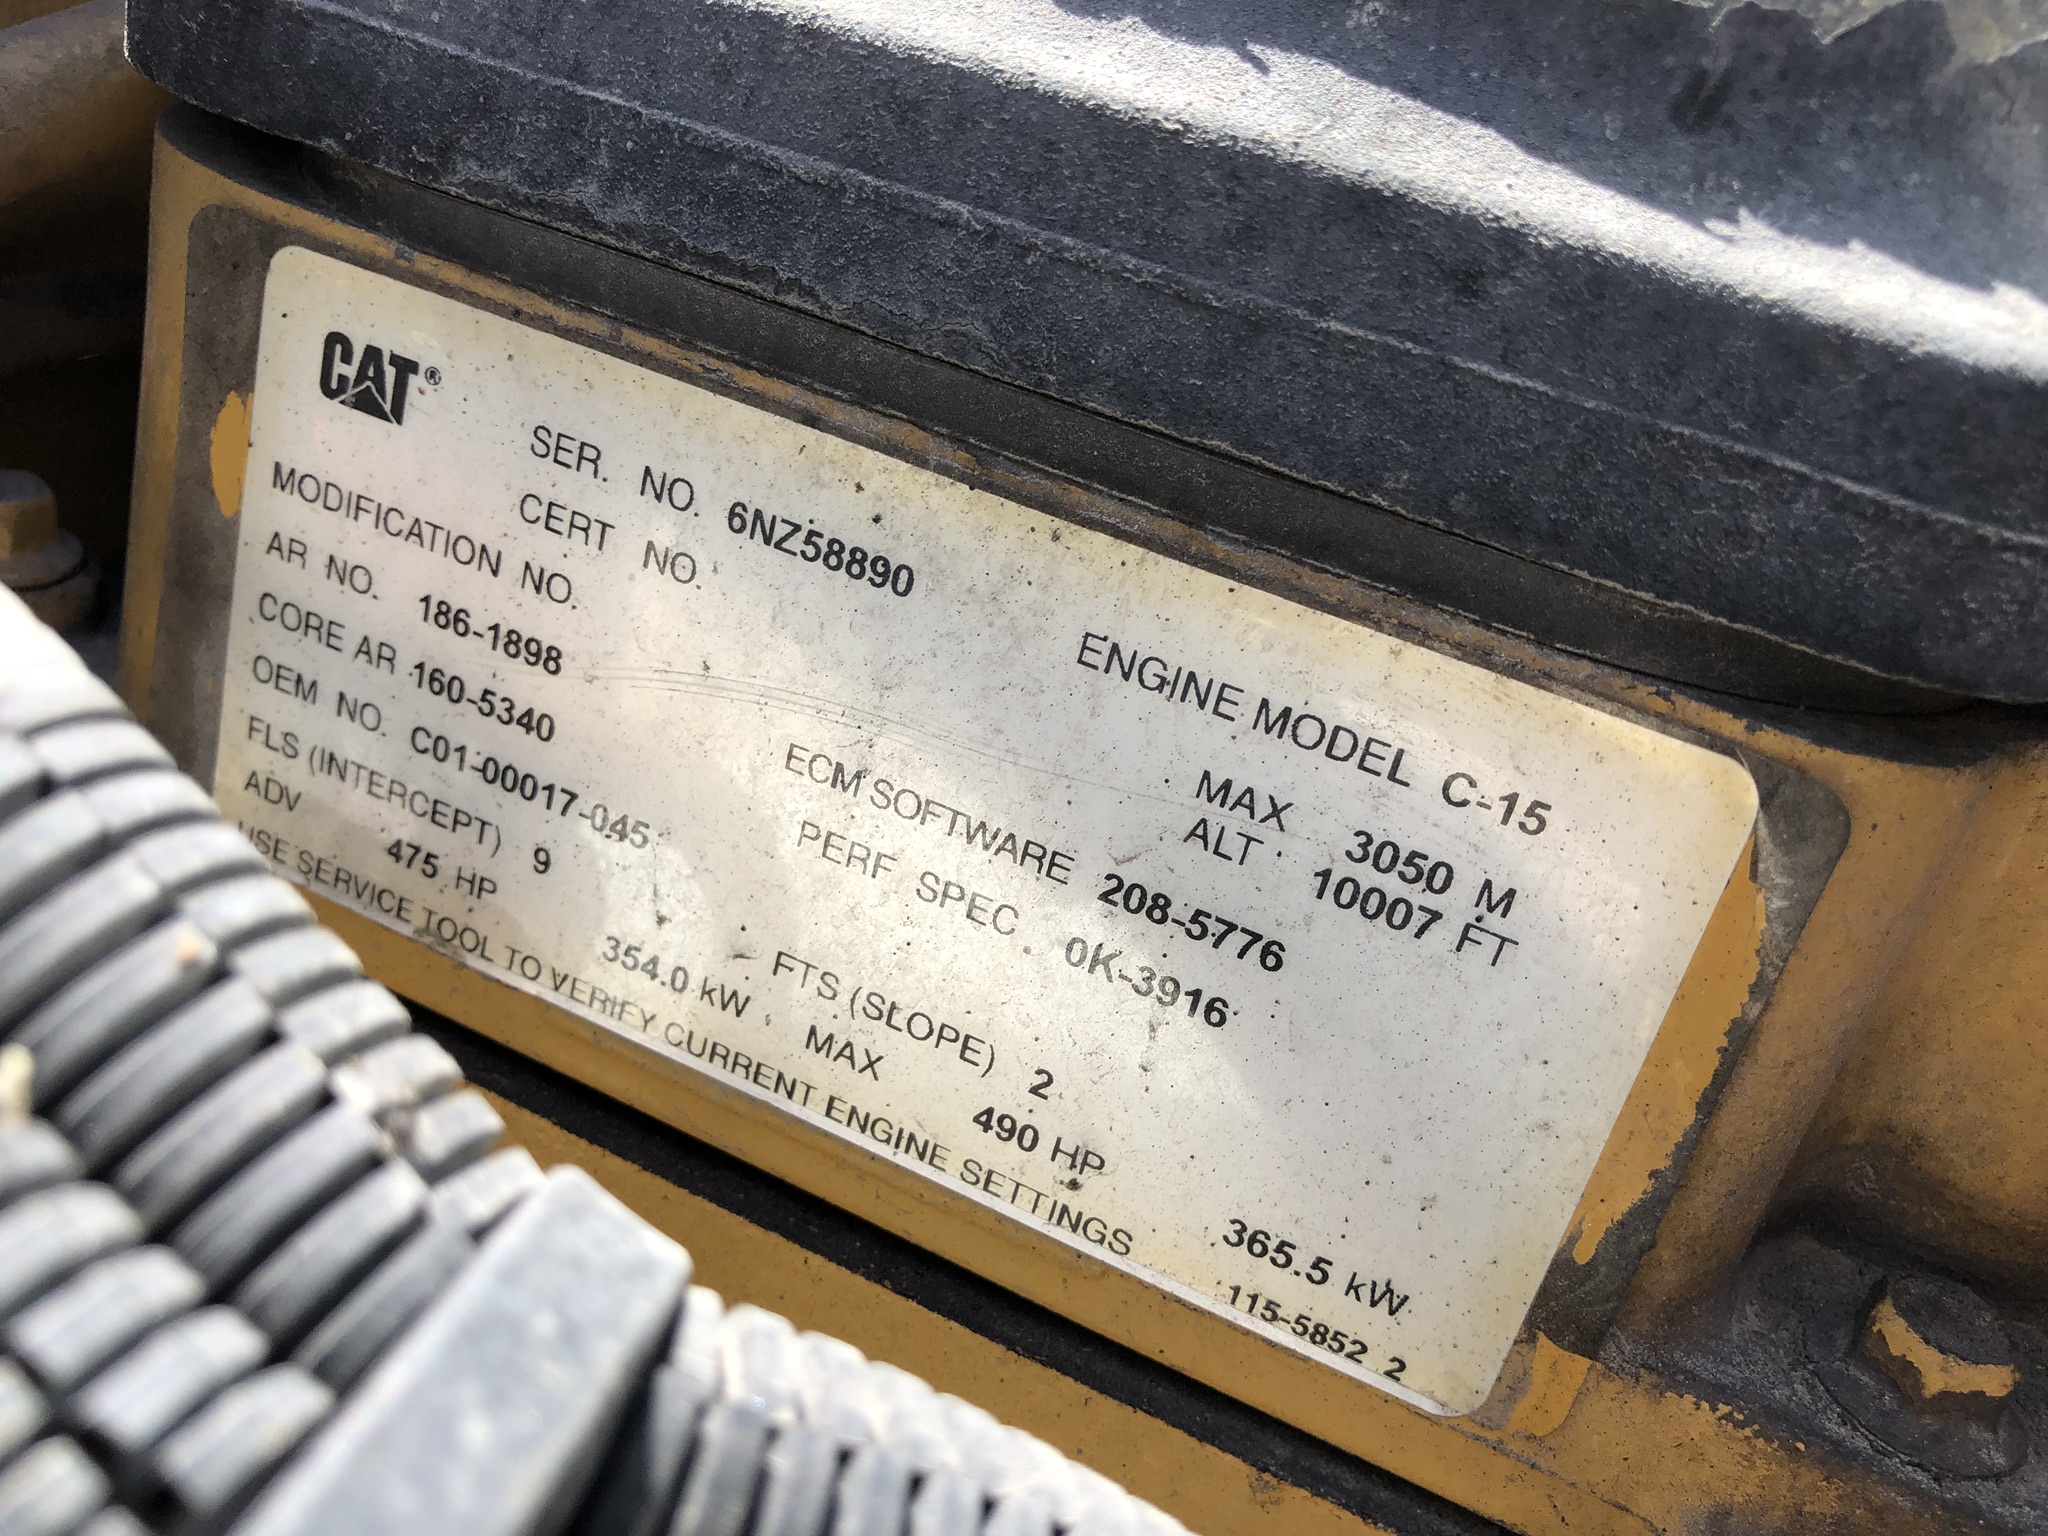 CAT®
SER. NO. 6NZ58890 ENGINE MODEL C-15
CERT NO.
MODIFICATION NO. MAX 3050 M
AR NO. 186-1898 ALT 10007 FT
CORE AR 160-5340 ECM SOFTWARE 208-5776
OEM NO. C01-00017-045 PERF SPEC. 0K-3916
FLS (INTERCEPT) 9 FTS (SLOPE) 2
ADV 475 HP 354.0 kW MAX 490 HP 365.5 kW
USE SERVICE TOOL TO VERIFY CURRENT ENGINE SETTINGS 115-5852 2